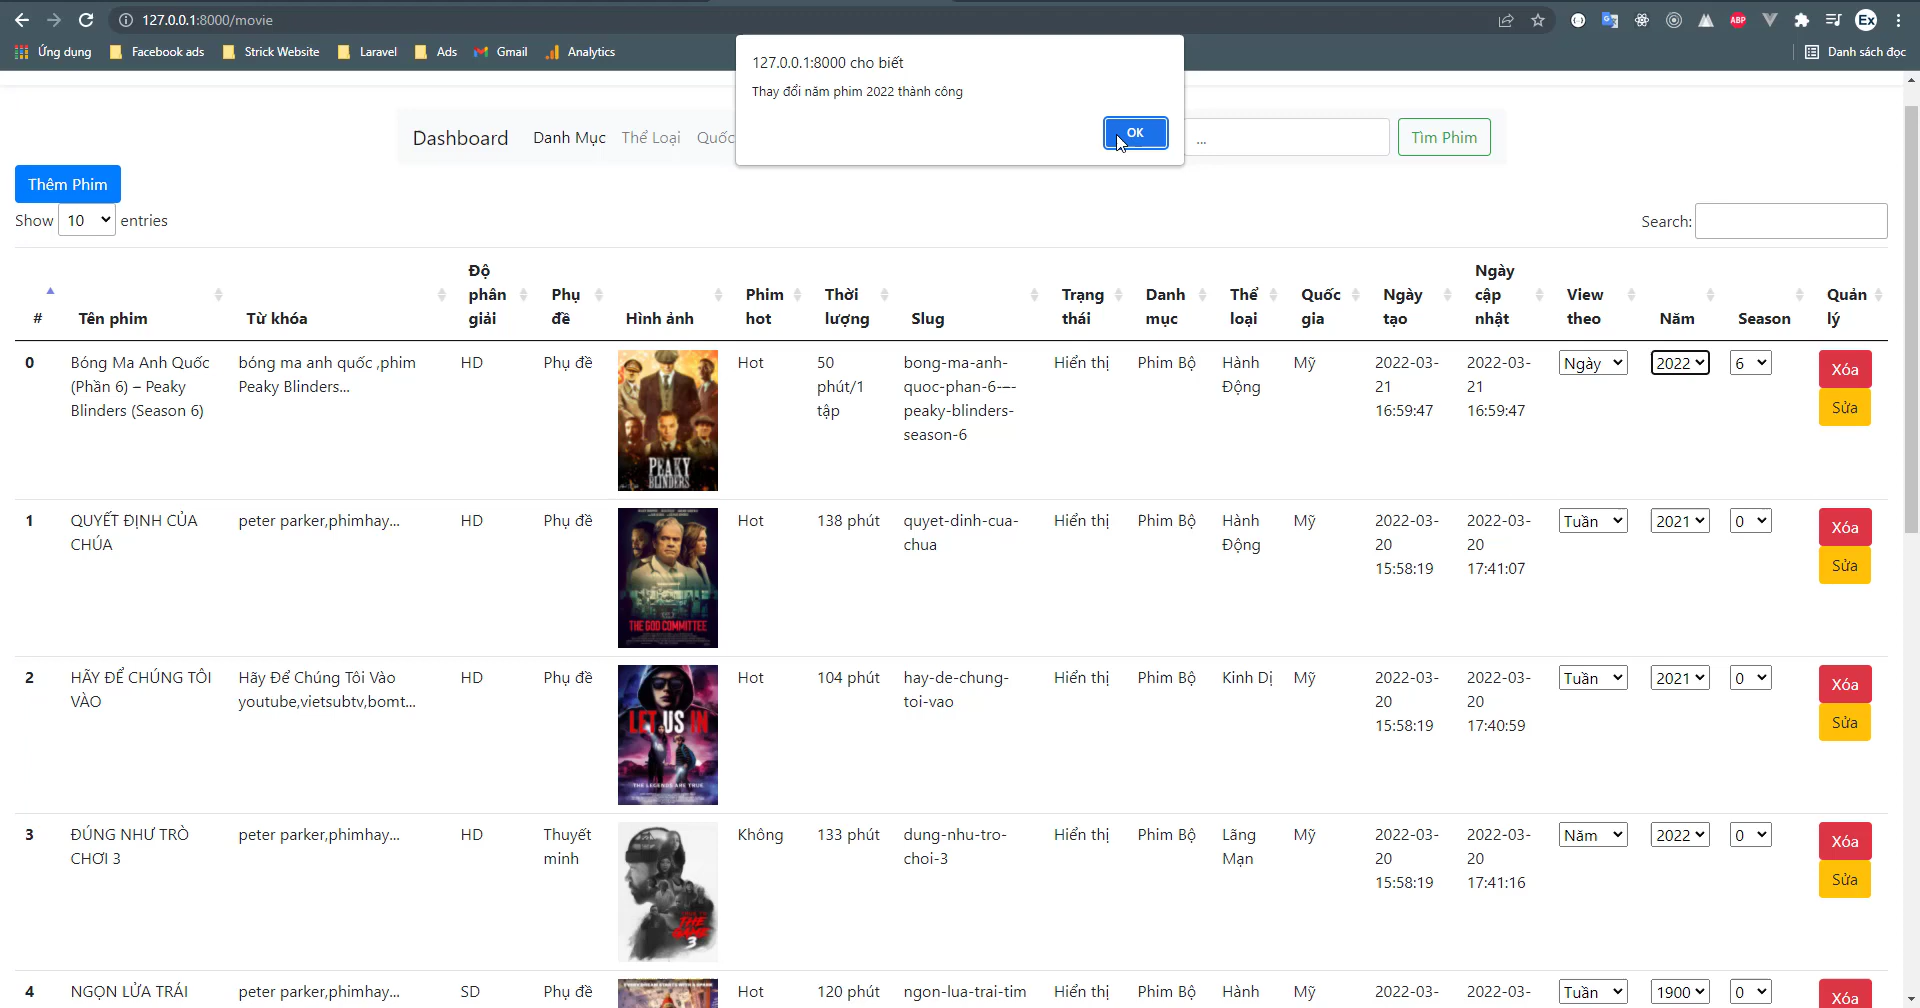 127.0.0.1:8000/movie
Ex
ABP
Ứng dụng
Facebook ads
Strick Website
Laravel
Ads
Gmail
Analytics
Danh sách đọc
127.0.0.1:8000 cho biết
Thay đổi năm phim 2022 thành công
OK
Dashboard Danh Mục Thể Loại Quốc
...
Tìm Phim
Thêm Phim
Show 10 entries
Search:
# Tên phim Từ khóa Độ phân giải Phụ đề Hình ảnh Phim hot Thời lượng Slug Trạng thái Danh mục Thể loại Quốc gia Ngày tạo Ngày cập nhật View theo Năm Season Quản lý
0 Bóng Ma Anh Quốc (Phần 6) – Peaky Blinders (Season 6) bóng ma anh quốc ,phim Peaky Blinders... HD Phụ đề Hot 50 phút/1 tập bong-ma-anh-quoc-phan-6-–-peaky-blinders-season-6 Hiển thị Phim Bộ Hành Động Mỹ 2022-03-21 16:59:47 2022-03-21 16:59:47 Ngày 2022 6 Xóa Sửa
PEAKY
BLINDERS
1 QUYẾT ĐỊNH CỦA CHÚA peter parker,phimhay... HD Phụ đề Hot 138 phút quyet-dinh-cua-chua Hiển thị Phim Bộ Hành Động Mỹ 2022-03-20 15:58:19 2022-03-20 17:41:07 Tuần 2021 0 Xóa Sửa
THE GOD COMMITTEE
2 HÃY ĐỂ CHÚNG TÔI VÀO Hãy Để Chúng Tôi Vào youtube,vietsubtv,bomt... HD Phụ đề Hot 104 phút hay-de-chung-toi-vao Hiển thị Phim Bộ Kinh Dị Mỹ 2022-03-20 15:58:19 2022-03-20 17:40:59 Tuần 2021 0 Xóa Sửa
LET US IN
THE LEGENDS ARE TRUE
3 ĐÚNG NHƯ TRÒ CHƠI 3 peter parker,phimhay... HD Thuyết minh Không 133 phút dung-nhu-tro-choi-3 Hiển thị Phim Bộ Lãng Mạn Mỹ 2022-03-20 15:58:19 2022-03-20 17:41:16 Năm 2022 0 Xóa Sửa
THE GAME
3
4 NGỌN LỬA TRÁI peter parker,phimhay... SD Phụ đề Hot 120 phút ngon-lua-trai-tim Hiển thị Phim Bộ Hành Mỹ 2022-03- 2022-03- Tuần 1900 0 Xóa